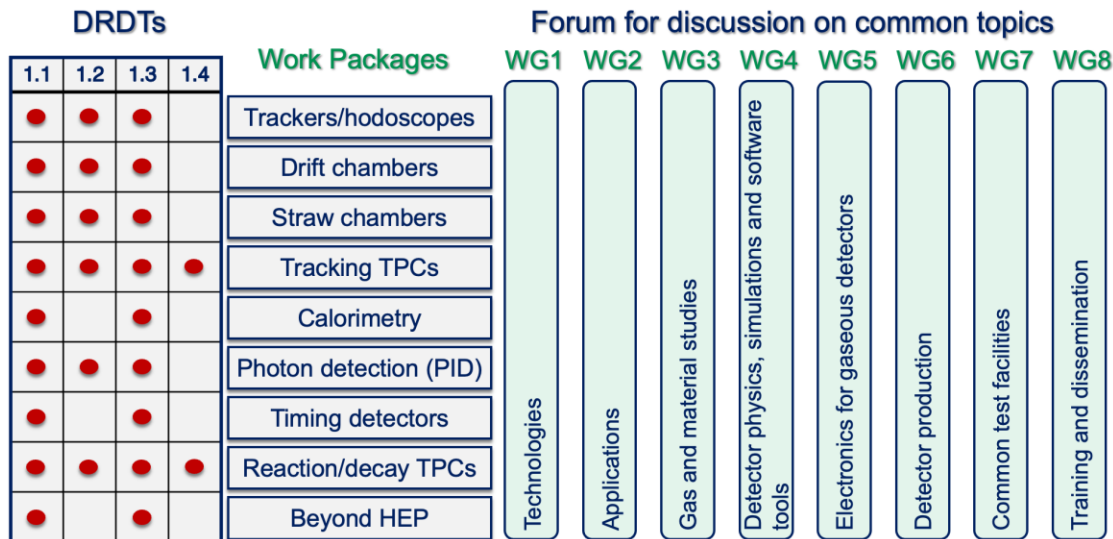 DRDTs
Forum for discussion on common topics
Work Packages
WG1 WG2 WG3 WG4 WG5 WG6 WG7 WG8
1.1 1.2 1.3 1.4
Trackers/hodoscopes
Drift chambers
Straw chambers
Tracking TPCs
Calorimetry
Photon detection (PID)
Timing detectors
Reaction/decay TPCs
Beyond HEP
Technologies
Applications
Gas and material studies
Detector physics, simulations and software
tools
Electronics for gaseous detectors
Detector production
Common test facilities
Training and dissemination